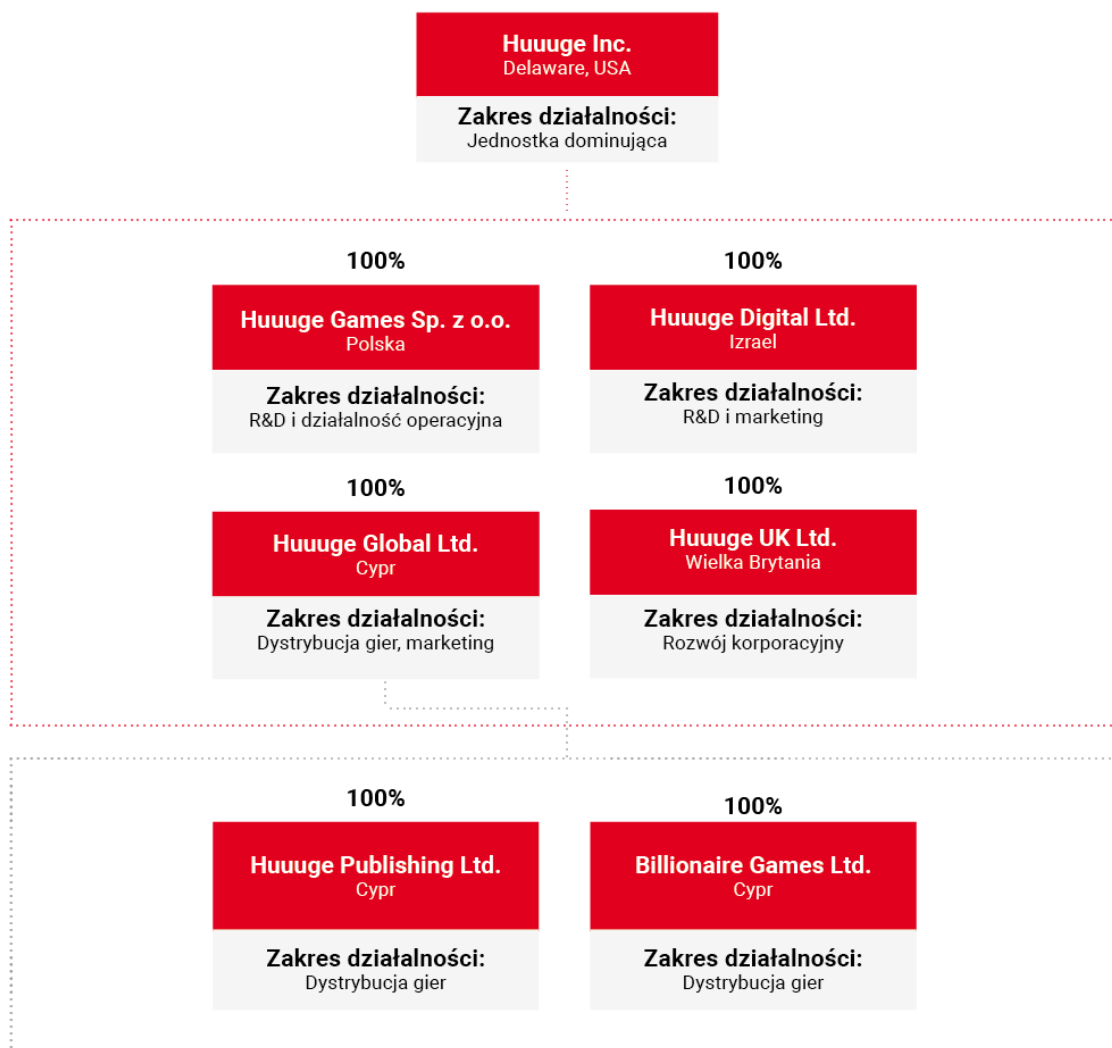 Huuuge Inc.
Delaware, USA
Zakres działalności:
Jednostka dominująca
100%
Huuuge Games Sp. z o.o.
Polska
Zakres działalności:
R&D i działalność operacyjna
100%
Huuuge Digital Ltd.
Izrael
Zakres działalności:
R&D i marketing
100%
Huuuge Global Ltd.
Cypr
Zakres działalności:
Dystrybucja gier, marketing
100%
Huuuge UK Ltd.
Wielka Brytania
Zakres działalności:
Rozwój korporacyjny
100%
Huuuge Publishing Ltd.
Cypr
Zakres działalności:
Dystrybucja gier
100%
Billionaire Games Ltd.
Cypr
Zakres działalności:
Dystrybucja gier